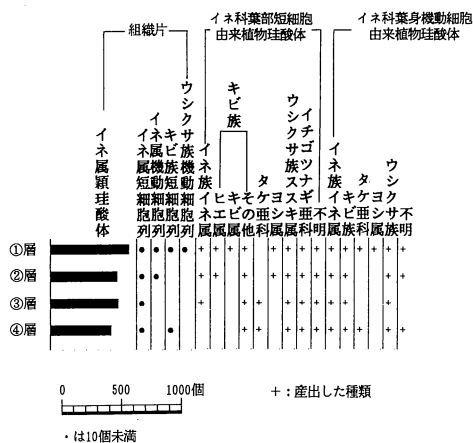 組織片
イネ科葉部短細胞
由来植物珪酸体
イネ科葉身機動細胞
由来植物珪酸体
キビ族
イネ属穎珪酸体
イネ属短細胞列
イネ属機動細胞列
キビ族短細胞列
ウシクサ族機動細胞列
イネ族イネ属
ヒエ属
キビ属
その他
タケ亜科
ヨシ属
ウシクサ族ススキ属
イチゴツナギ亜科
不明
イネ族イネ属
キビ族
タケ亜科
ヨシ属
ウシクサ族
不明
①層
②層
③層
④層
0 500 1000個
+:産出した種類
・は10個未満